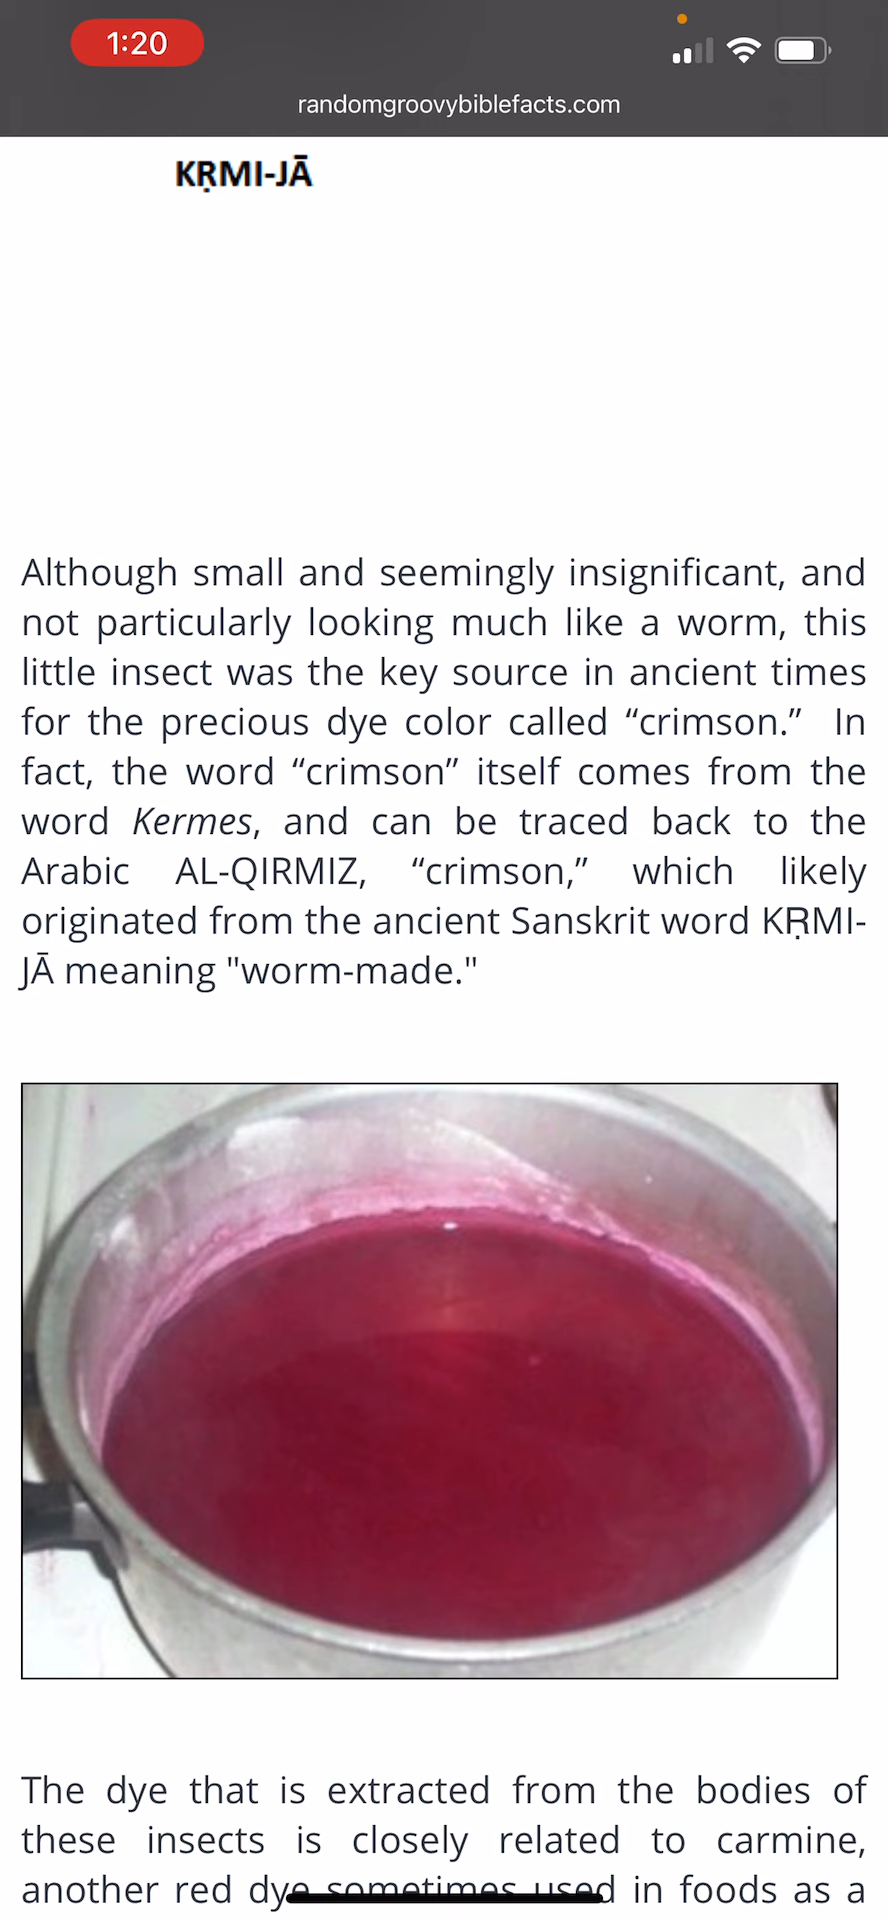 1:20
randomgroovybiblefacts.com
KṚMI-JĀ
Although small and seemingly insignificant, and
not particularly looking much like a worm, this
little insect was the key source in ancient times
for the precious dye color called “crimson.” In
fact, the word “crimson” itself comes from the
word Kermes, and can be traced back to the
Arabic AL-QIRMIZ, “crimson,” which likely
originated from the ancient Sanskrit word KṚMI-
JĀ meaning "worm-made."
The dye that is extracted from the bodies of
these insects is closely related to carmine,
another red dye sometimes used in foods as a